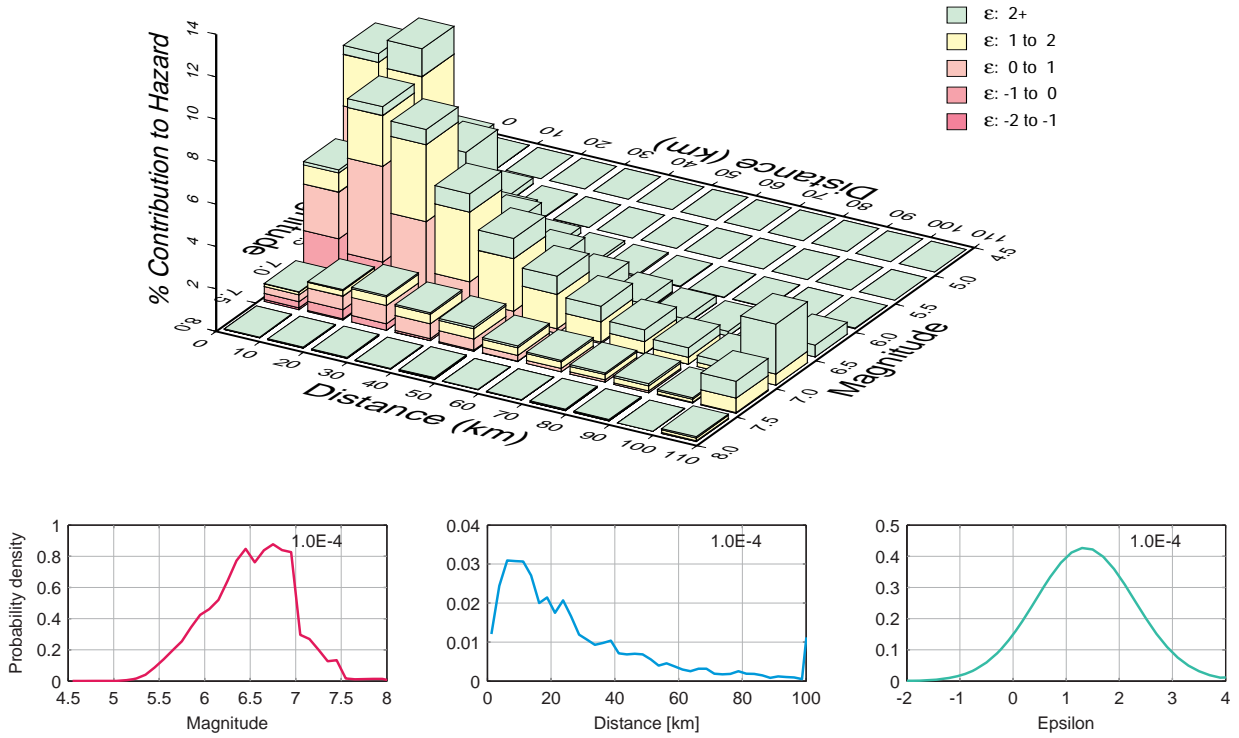 ε: 2+
ε: 1 to 2
ε: 0 to 1
ε: -1 to 0
ε: -2 to -1
% Contribution to Hazard
14
12
10
8
6
4
2
0
7.0
7.5
8.0
0 10 20 30 40 50 60 70 80 90 100 110
Distance (km)
0 10 20 30 40 50 60 70 80 90 100 110
Distance (km)
4.5
5.0
5.5
6.0
6.5
7.0
7.5
8.0
Magnitude
Probability density
1
0.8
0.6
0.4
0.2
0
1.0E-4
4.5 5 5.5 6 6.5 7 7.5 8
Magnitude
0.04
0.03
0.02
0.01
0
1.0E-4
0 20 40 60 80 100
Distance [km]
0.5
0.4
0.3
0.2
0.1
0
1.0E-4
-2 -1 0 1 2 3 4
Epsilon